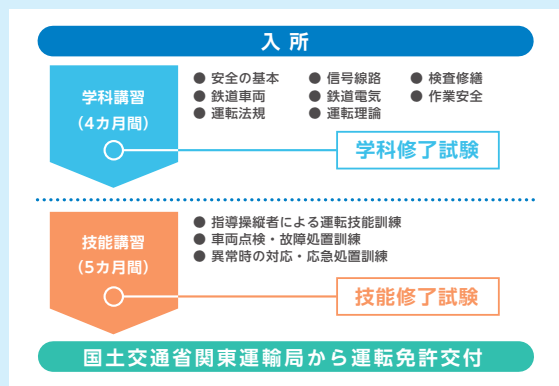 入所
学科講習
(4カ月間)
● 安全の基本
● 鉄道車両
● 運転法規
● 信号線路
● 鉄道電気
● 運転理論
● 検査修繕
● 作業安全
学科修了試験
技能講習
(5カ月間)
● 指導操縦者による運転技能訓練
● 車両点検・故障処置訓練
● 異常時の対応・応急処置訓練
技能修了試験
国土交通省関東運輸局から運転免許交付